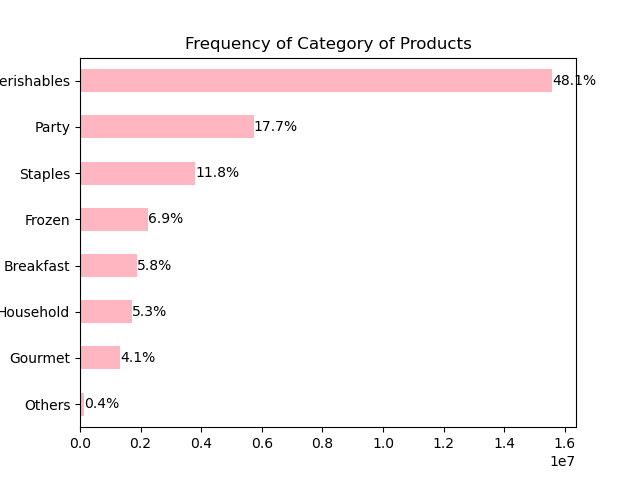 Frequency of Category of Products
erishables 48.1%
Party 17.7%
Staples 11.8%
Frozen 6.9%
Breakfast 5.8%
Household 5.3%
Gourmet 4.1%
Others 0.4%
0.0 0.2 0.4 0.6 0.8 1.0 1.2 1.4 1.6
1e7